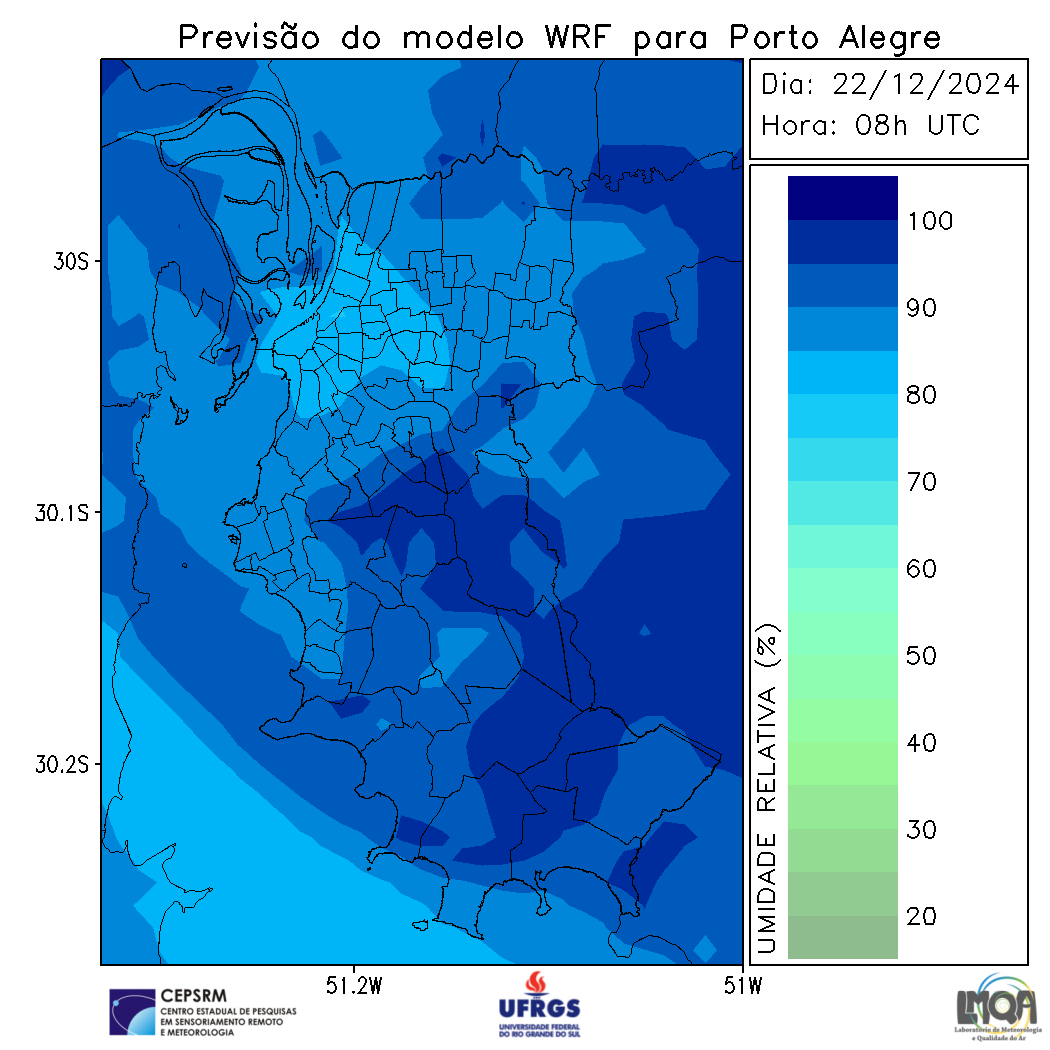 Previsão do modelo WRF para Porto Alegre
Dia: 22/12/2024
Hora: 08h UTC
30S
30.1S
30.2S
51.2W
51W
100
90
80
70
60
50
40
30
20
UMIDADE RELATIVA (%)
CEPSRM
CENTRO ESTADUAL DE PESQUISAS
EM SENSORIAMENTO REMOTO
E METEOROLOGIA
UFRGS
UNIVERSIDADE FEDERAL
DO RIO GRANDE DO SUL
LMQA
Laboratório de Meteorologia
e Qualidade do Ar